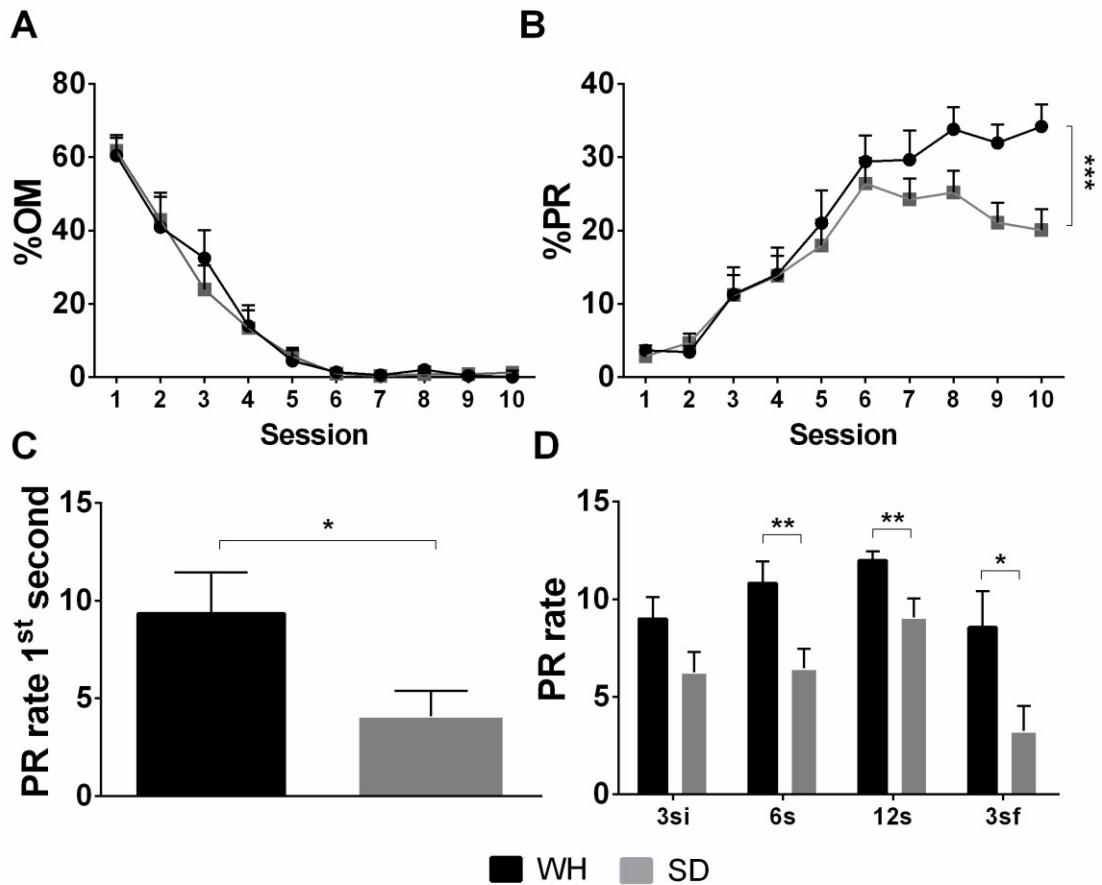 A
80
60
40
20
0
%OM
1 2 3 4 5 6 7 8 9 10
Session
B
40
30
20
10
0
%PR
***
1 2 3 4 5 6 7 8 9 10
Session
C
15
10
5
0
PR rate 1st second
*
D
15
10
5
0
PR rate
** ** *
3si 6s 12s 3sf
WH SD